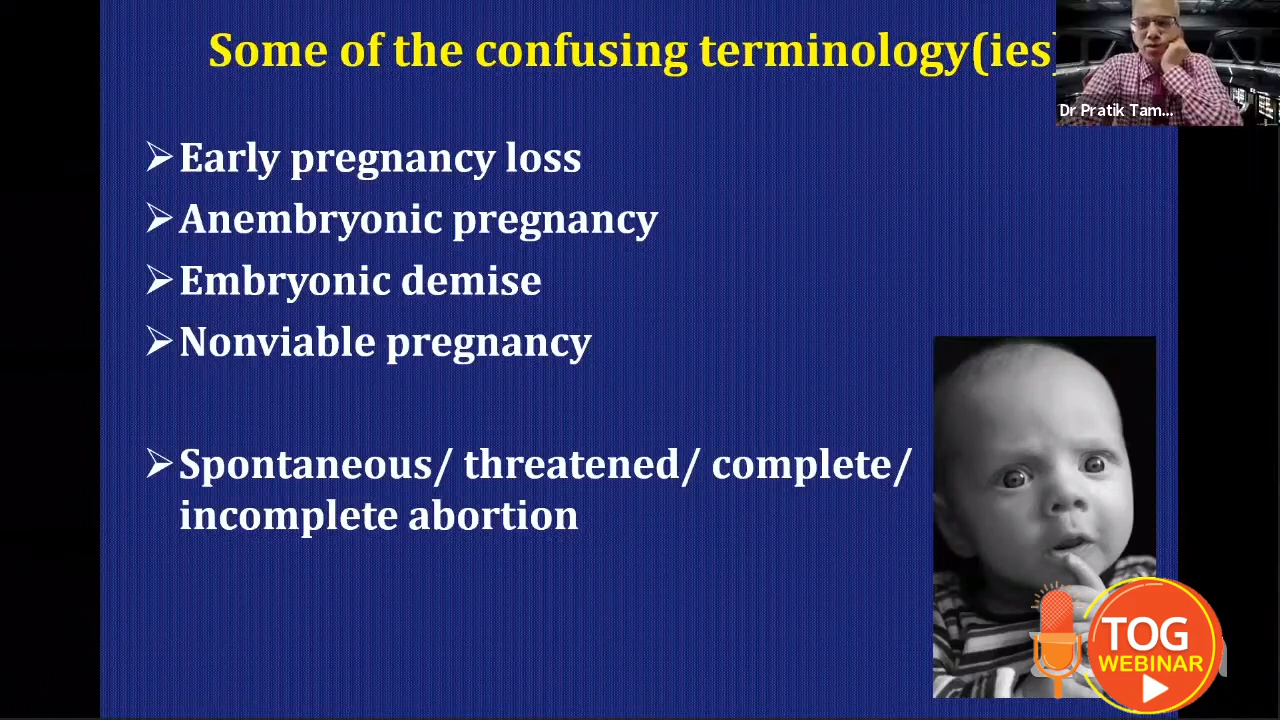 Some of the confusing terminology(ies)
Dr Pratik Tam...
➢Early pregnancy loss
➢Anembryonic pregnancy
➢Embryonic demise
➢Nonviable pregnancy
➢Spontaneous/ threatened/ complete/
incomplete abortion
TOG
WEBINAR